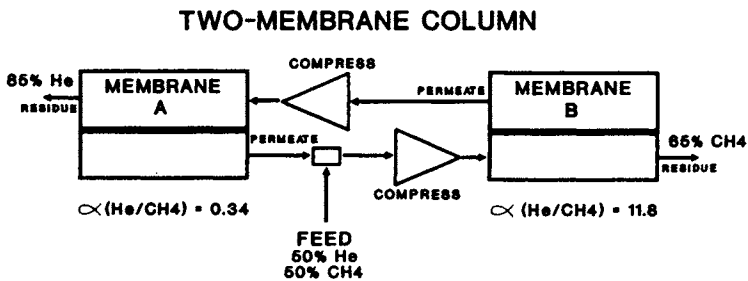 TWO-MEMBRANE COLUMN
COMPRESS
85% He
RESIDUE
MEMBRANE
A
PERMEATE
MEMBRANE
B
PERMEATE
65% CH4
RESIDUE
COMPRESS
∝(He/CH4) = 0.34
∝(He/CH4) = 11.8
FEED
50% He
50% CH4